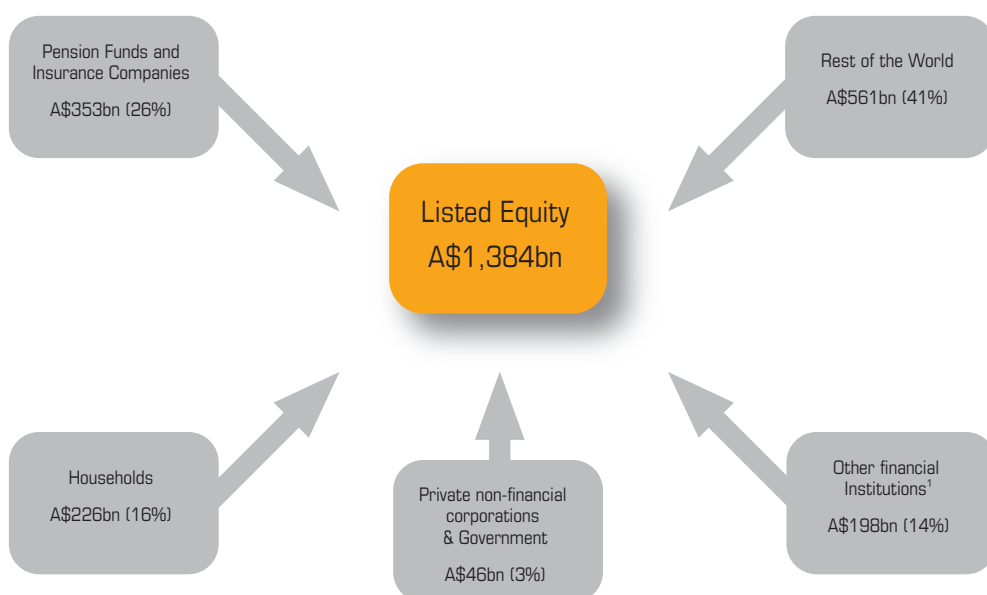 Pension Funds and
Insurance Companies
A$353bn (26%)
Rest of the World
A$561bn (41%)
Listed Equity
A$1,384bn
Households
A$226bn (16%)
Private non-financial
corporations
& Government
A$46bn (3%)
Other financial
Institutions¹
A$198bn (14%)